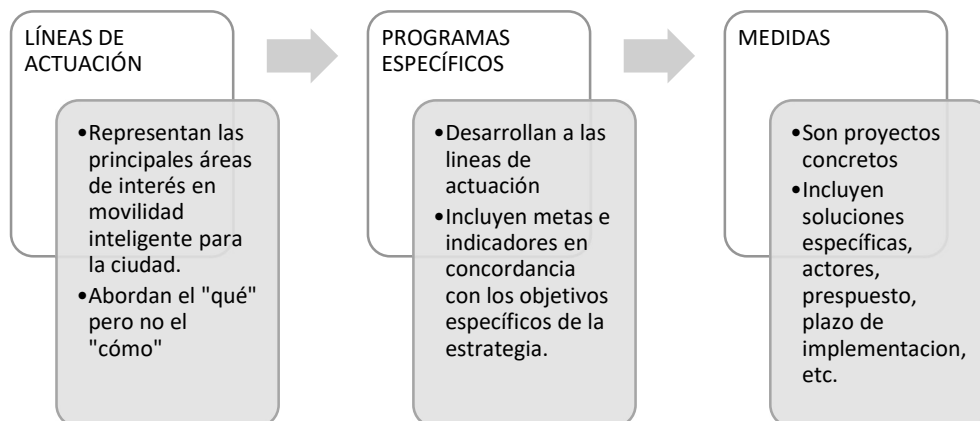 LÍNEAS DE
ACTUACIÓN
•Representan las
principales áreas
de interés en
movilidad
inteligente para
la ciudad.
•Abordan el "qué"
pero no el
"cómo"
PROGRAMAS
ESPECÍFICOS
•Desarrollan a las
lineas de
actuación
•Incluyen metas e
indicadores en
concordancia
con los objetivos
específicos de la
estrategia.
MEDIDAS
•Son proyectos
concretos
•Incluyen
soluciones
específicas,
actores,
prespuesto,
plazo de
implementacion,
etc.